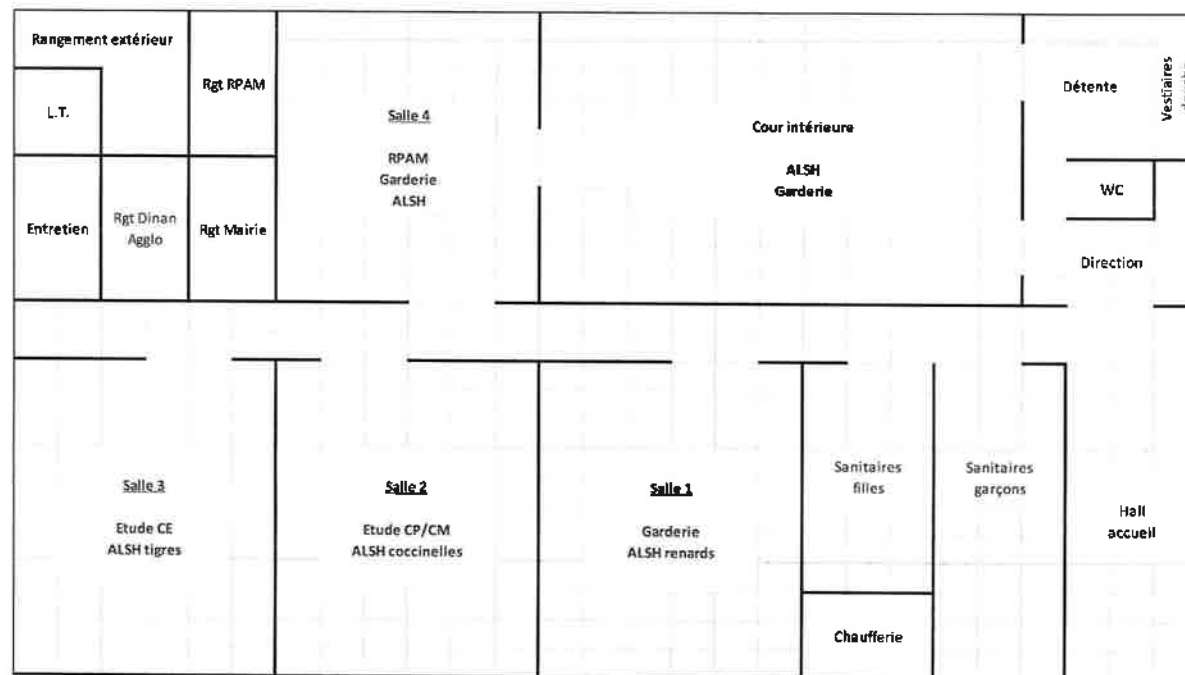 Rangement extérieur
Rgt RPAM
L.T.
Entretien
Rgt Dinan
Agglo
Rgt Mairie
Salle 4
RPAM
Garderie
ALSH
Cour intérieure
ALSH
Garderie
Détente
Vestiaires
WC
Direction
Salle 3
Etude CE
ALSH tigres
Salle 2
Etude CP/CM
ALSH coccinelles
Salle 1
Garderie
ALSH renards
Sanitaires
filles
Sanitaires
garçons
Chaufferie
Hall
accueil